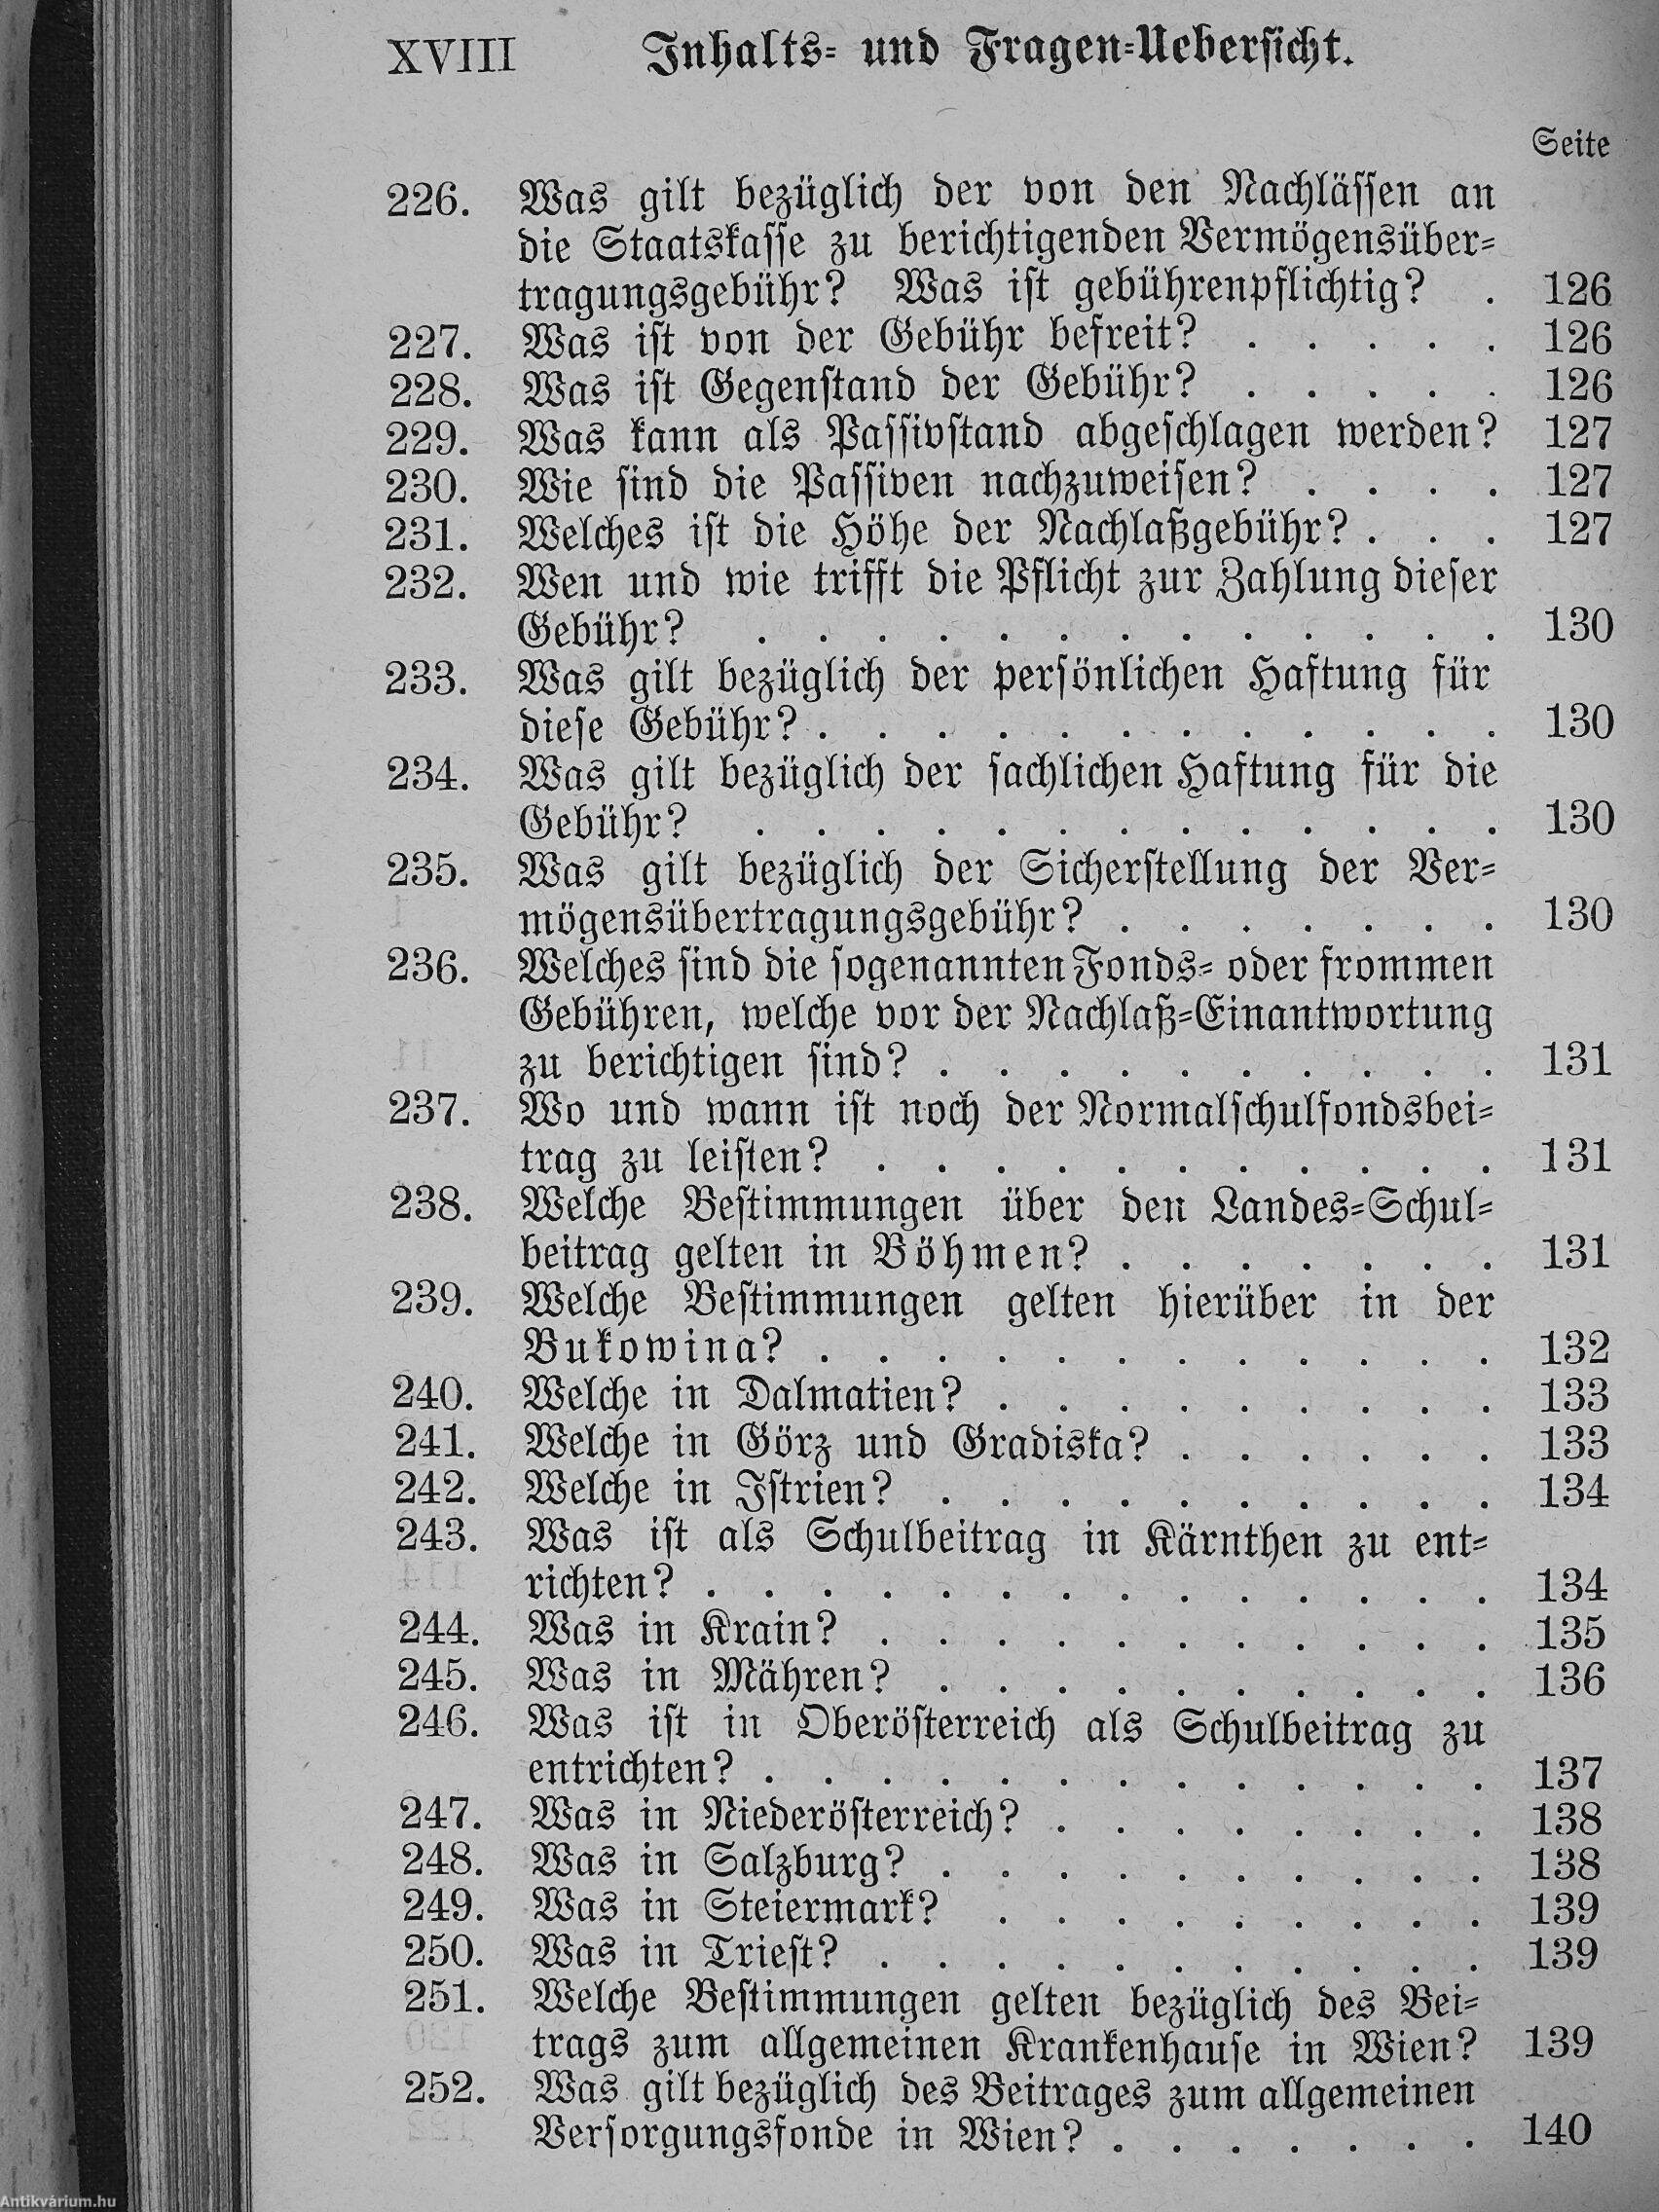 XVIII Inhalts- und Fragen-Uebersicht.
Seite
226. Was gilt bezüglich der von den Nachlässen an
die Staatskasse zu berichtigenden Vermögensüber-
tragungsgebühr? Was ist gebührenpflichtig? . 126
227. Was ist von der Gebühr befreit? . . . . . 126
228. Was ist Gegenstand der Gebühr? . . . . . 126
229. Was kann als Passivstand abgeschlagen werden? 127
230. Wie sind die Passiven nachzuweisen? . . . . 127
231. Welches ist die Höhe der Nachlaßgebühr? . . . 127
232. Wen und wie trifft die Pflicht zur Zahlung dieser
Gebühr? . . . . . . . . . . . . . 130
233. Was gilt bezüglich der persönlichen Haftung für
diese Gebühr? . . . . . . . . . . . . 130
234. Was gilt bezüglich der sachlichen Haftung für die
Gebühr? . . . . . . . . . . . . . 130
235. Was gilt bezüglich der Sicherstellung der Ver-
mögensübertragungsgebühr? . . . . . . . 130
236. Welches sind die sogenannten Fonds- oder frommen
Gebühren, welche vor der Nachlaß-Einantwortung
zu berichtigen sind? . . . . . . . . . . 131
237. Wo und wann ist noch der Normalschulfondsbei-
trag zu leisten? . . . . . . . . . . . 131
238. Welche Bestimmungen über den Landes-Schul-
beitrag gelten in Böhmen? . . . . . . . 131
239. Welche Bestimmungen gelten hierüber in der
Bukowina? . . . . . . . . . . . . 132
240. Welche in Dalmatien? . . . . . . . . . 133
241. Welche in Görz und Gradiska? . . . . . . 133
242. Welche in Istrien? . . . . . . . . . . 134
243. Was ist als Schulbeitrag in Kärnthen zu ent-
richten? . . . . . . . . . . . . . . 134
244. Was in Krain? . . . . . . . . . . . 135
245. Was in Mähren? . . . . . . . . . . 136
246. Was ist in Oberösterreich als Schulbeitrag zu
entrichten? . . . . . . . . . . . . . 137
247. Was in Niederösterreich? . . . . . . . . 138
248. Was in Salzburg? . . . . . . . . . . 138
249. Was in Steiermark? . . . . . . . . . 139
250. Was in Triest? . . . . . . . . . . . 139
251. Welche Bestimmungen gelten bezüglich des Bei-
trags zum allgemeinen Krankenhause in Wien? 139
252. Was gilt bezüglich des Beitrages zum allgemeinen
Versorgungsfonde in Wien? . . . . . . . 140
Antikvárium.hu